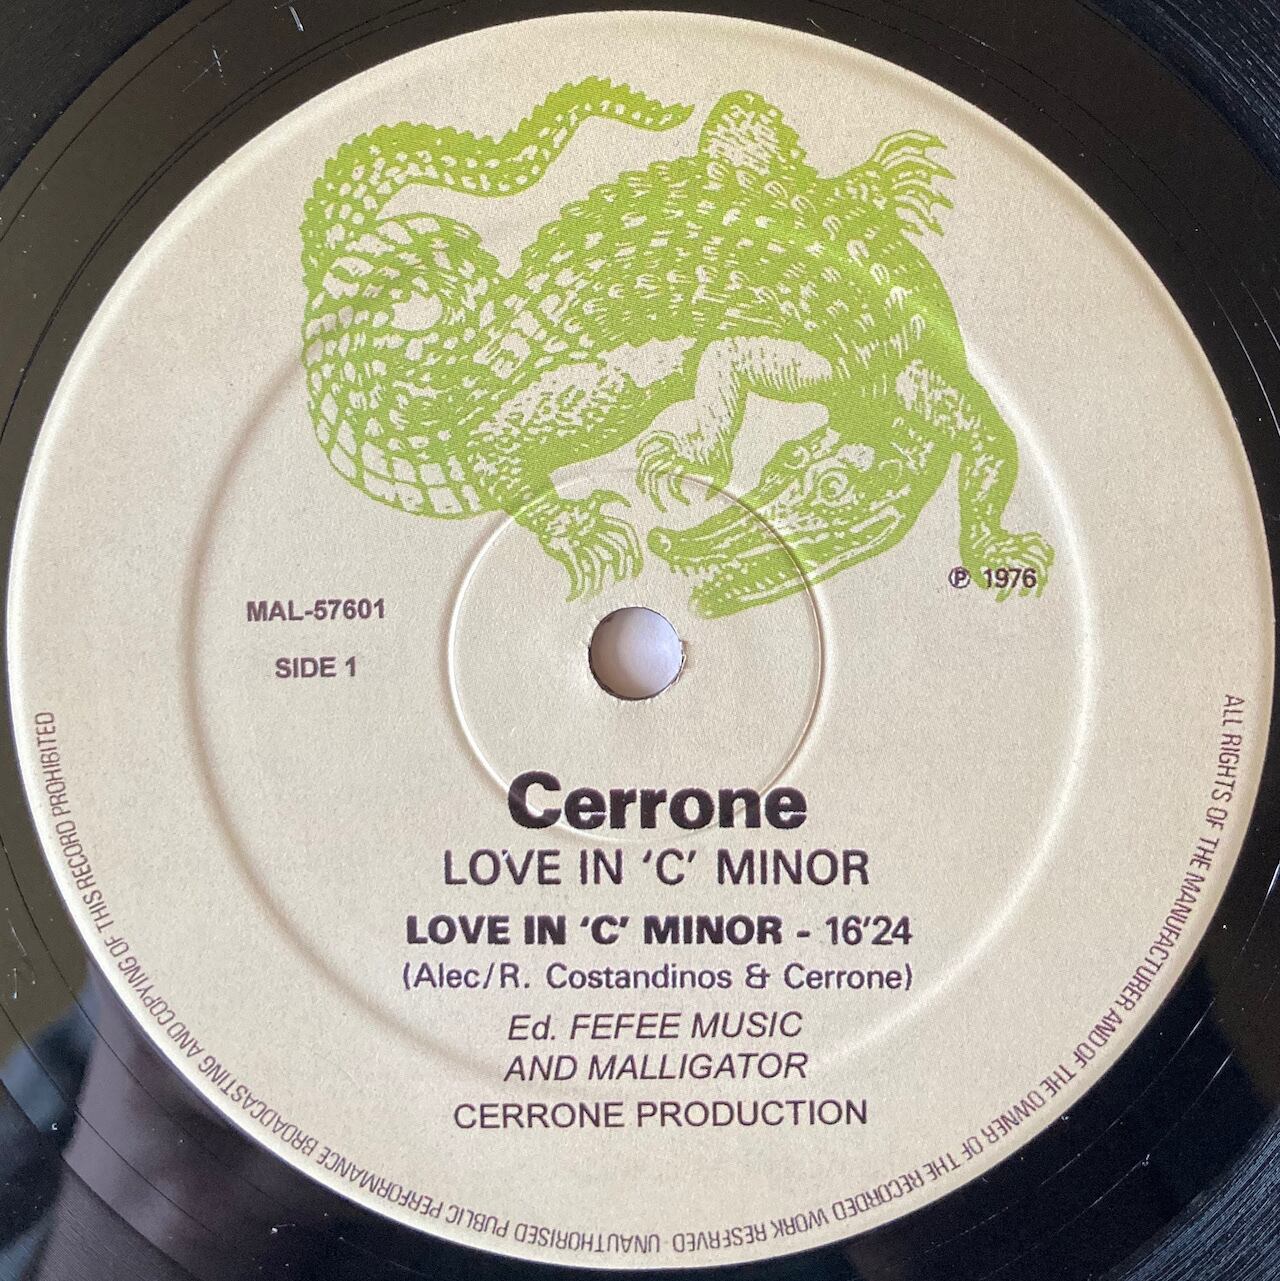 ℗ 1976
MAL-57601
SIDE 1
Cerrone
LOVE IN ‘C’ MINOR
LOVE IN ‘C’ MINOR - 16’24
(Alec/R. Costandinos & Cerrone)
Ed. FEFEE MUSIC
AND MALLIGATOR
CERRONE PRODUCTION
ALL RIGHTS OF THE MANUFACTURER AND OF THE OWNER OF THE RECORDED WORK RESERVED · UNAUTHORISED PUBLIC PERFORMANCE BROADCASTING AND COPYING OF THIS RECORD PROHIBITED